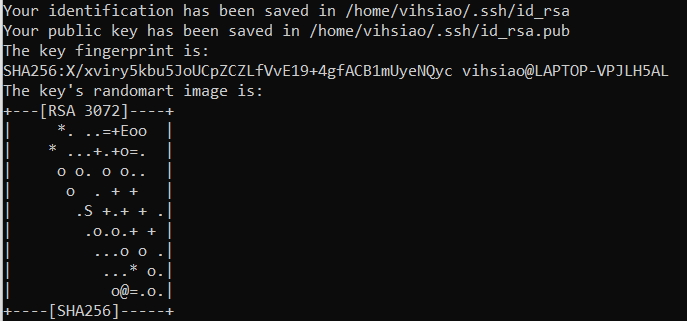 Your identification has been saved in /home/vihsiao/.ssh/id_rsa
Your public key has been saved in /home/vihsiao/.ssh/id_rsa.pub
The key fingerprint is:
SHA256:X/xviry5kbu5JoUCpZCZLfVvE19+4gfACB1mUyeNQyc vihsiao@LAPTOP-VPJLH5AL
The key's randomart image is:
+---[RSA 3072]----+
|     *. ..=+Eoo  |
|    * ...+.+o=.  |
|     o o. o o..  |
|      o  . + +   |
|       .S +.+ + .|
|        .o.o.+ + |
|         ...o o .|
|          ...* o.|
|           o@=.o.|
+----[SHA256]-----+